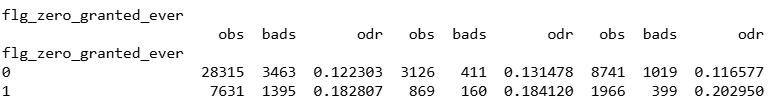 flg_zero_granted_ever
obs bads odr obs bads odr obs bads odr
flg_zero_granted_ever
0 28315 3463 0.122303 3126 411 0.131478 8741 1019 0.116577
1 7631 1395 0.182807 869 160 0.184120 1966 399 0.202950